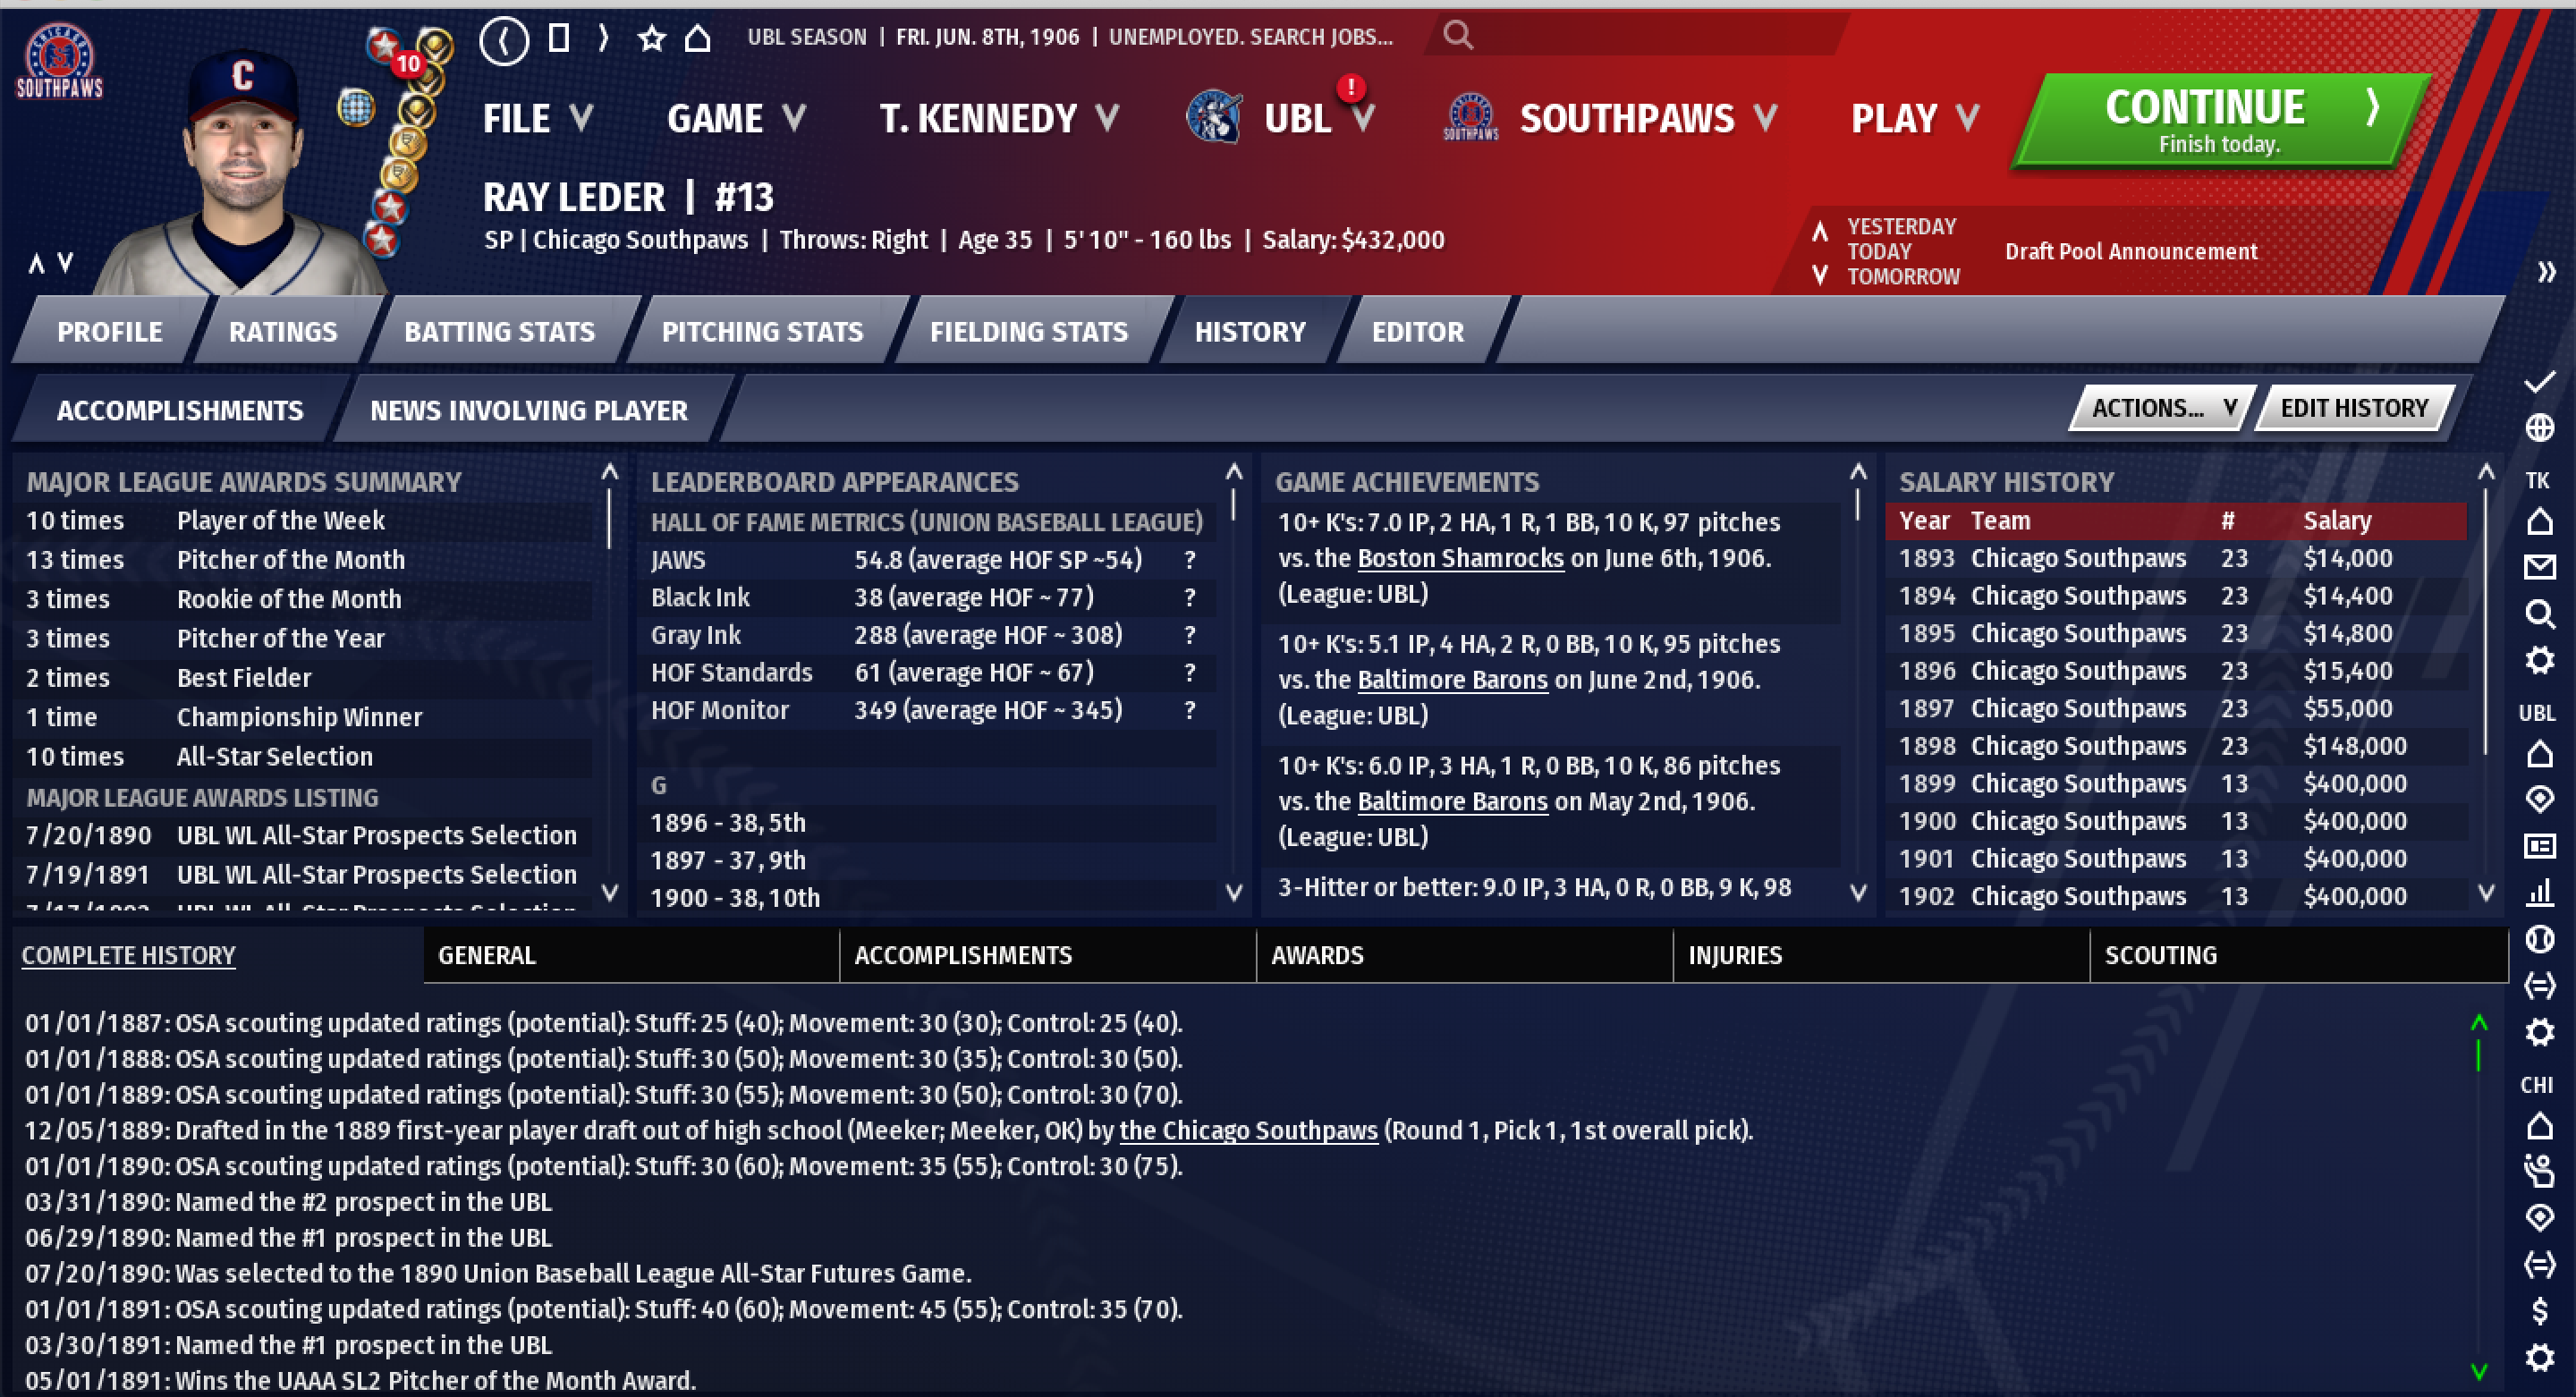 CHICAGO
SOUTHPAWS
C
10
UBL SEASON | FRI. JUN. 8TH, 1906 | UNEMPLOYED. SEARCH JOBS...
FILE GAME T. KENNEDY UBL ! SOUTHPAWS SOUTHPAWS PLAY
CONTINUE
Finish today.
RAY LEDER | #13
SP | Chicago Southpaws | Throws: Right | Age 35 | 5' 10" - 160 lbs | Salary: $432,000
YESTERDAY
TODAY
TOMORROW
Draft Pool Announcement
PROFILE RATINGS BATTING STATS PITCHING STATS FIELDING STATS HISTORY EDITOR
ACCOMPLISHMENTS NEWS INVOLVING PLAYER ACTIONS... EDIT HISTORY
MAJOR LEAGUE AWARDS SUMMARY
10 times Player of the Week
13 times Pitcher of the Month
3 times Rookie of the Month
3 times Pitcher of the Year
2 times Best Fielder
1 time Championship Winner
10 times All-Star Selection
MAJOR LEAGUE AWARDS LISTING
7/20/1890 UBL WL All-Star Prospects Selection
7/19/1891 UBL WL All-Star Prospects Selection
LEADERBOARD APPEARANCES
HALL OF FAME METRICS (UNION BASEBALL LEAGUE)
JAWS 54.8 (average HOF SP ~54) ?
Black Ink 38 (average HOF ~ 77) ?
Gray Ink 288 (average HOF ~ 308) ?
HOF Standards 61 (average HOF ~ 67) ?
HOF Monitor 349 (average HOF ~ 345) ?
G
1896 - 38, 5th
1897 - 37, 9th
1900 - 38, 10th
GAME ACHIEVEMENTS
10+ K's: 7.0 IP, 2 HA, 1 R, 1 BB, 10 K, 97 pitches
vs. the Boston Shamrocks on June 6th, 1906.
(League: UBL)
10+ K's: 5.1 IP, 4 HA, 2 R, 0 BB, 10 K, 95 pitches
vs. the Baltimore Barons on June 2nd, 1906.
(League: UBL)
10+ K's: 6.0 IP, 3 HA, 1 R, 0 BB, 10 K, 86 pitches
vs. the Baltimore Barons on May 2nd, 1906.
(League: UBL)
3-Hitter or better: 9.0 IP, 3 HA, 0 R, 0 BB, 9 K, 98
SALARY HISTORY
Year Team # Salary
1893 Chicago Southpaws 23 $14,000
1894 Chicago Southpaws 23 $14,400
1895 Chicago Southpaws 23 $14,800
1896 Chicago Southpaws 23 $15,400
1897 Chicago Southpaws 23 $55,000
1898 Chicago Southpaws 23 $148,000
1899 Chicago Southpaws 13 $400,000
1900 Chicago Southpaws 13 $400,000
1901 Chicago Southpaws 13 $400,000
1902 Chicago Southpaws 13 $400,000
TK
UBL
CHI
$
COMPLETE HISTORY GENERAL ACCOMPLISHMENTS AWARDS INJURIES SCOUTING
01/01/1887: OSA scouting updated ratings (potential): Stuff: 25 (40); Movement: 30 (30); Control: 25 (40).
01/01/1888: OSA scouting updated ratings (potential): Stuff: 30 (50); Movement: 30 (35); Control: 30 (50).
01/01/1889: OSA scouting updated ratings (potential): Stuff: 30 (55); Movement: 30 (50); Control: 30 (70).
12/05/1889: Drafted in the 1889 first-year player draft out of high school (Meeker; Meeker, OK) by the Chicago Southpaws (Round 1, Pick 1, 1st overall pick).
01/01/1890: OSA scouting updated ratings (potential): Stuff: 30 (60); Movement: 35 (55); Control: 30 (75).
03/31/1890: Named the #2 prospect in the UBL
06/29/1890: Named the #1 prospect in the UBL
07/20/1890: Was selected to the 1890 Union Baseball League All-Star Futures Game.
01/01/1891: OSA scouting updated ratings (potential): Stuff: 40 (60); Movement: 45 (55); Control: 35 (70).
03/30/1891: Named the #1 prospect in the UBL
05/01/1891: Wins the UAAA SL2 Pitcher of the Month Award.